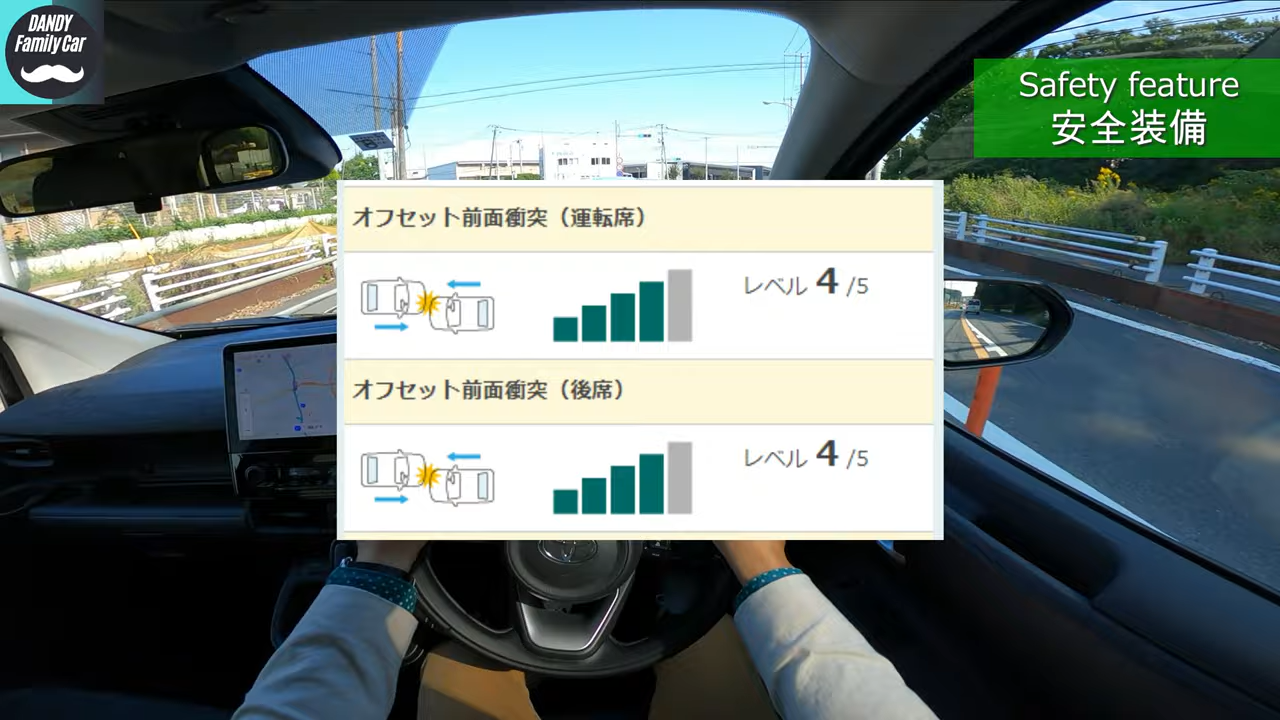 DANDY
Family Car
Safety feature
安全装備
オフセット前面衝突（運転席）
レベル 4 /5
オフセット前面衝突（後席）
レベル 4 /5